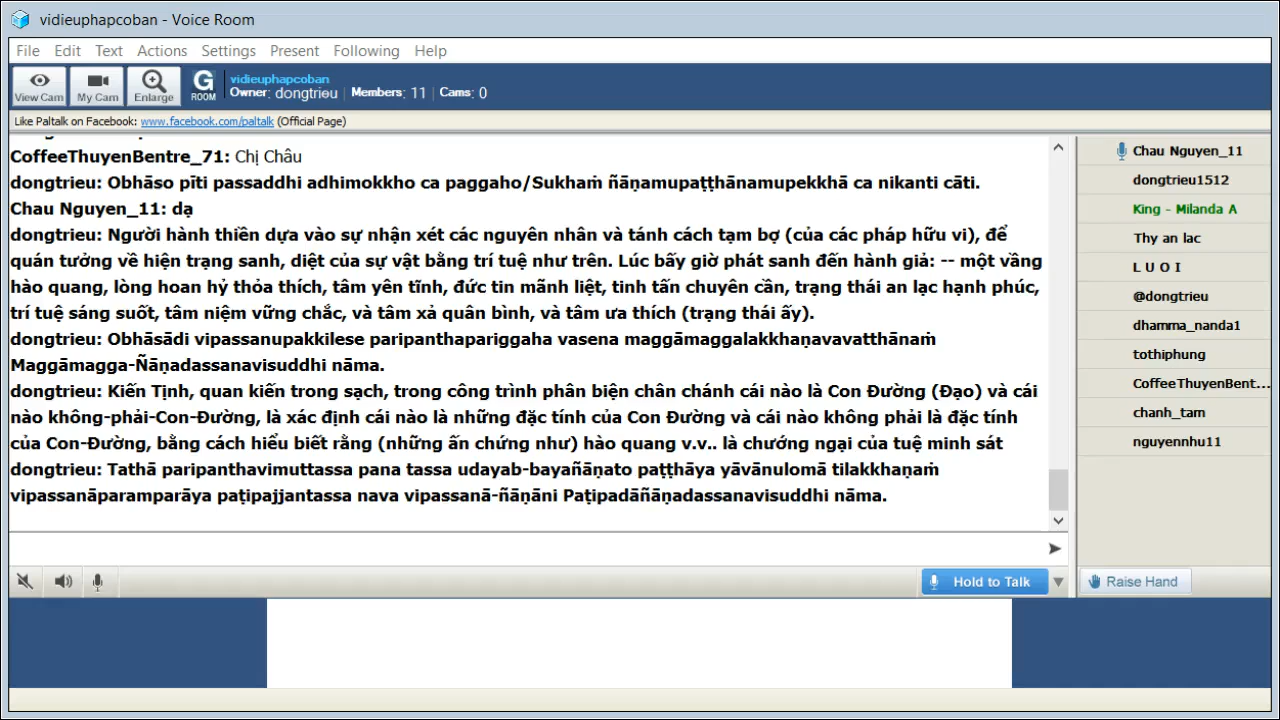 vidieuphapcoban - Voice Room
File Edit Text Actions Settings Present Following Help
View Cam My Cam Enlarge G ROOM
vidieuphapcoban
Owner: dongtrieu | Members: 11 | Cams: 0
Like Paltalk on Facebook: www.facebook.com/paltalk (Official Page)
CoffeeThuyenBentre_71: Chị Châu
dongtrieu: Obhāso pīti passaddhi adhimokkho ca paggaho/Sukhaṁ ñāṇamupaṭṭhānamupekkhā ca nikanti cāti.
Chau Nguyen_11: dạ
dongtrieu: Người hành thiền dựa vào sự nhận xét các nguyên nhân và tánh cách tạm bợ (của các pháp hữu vi), để
quán tưởng về hiện trạng sanh, diệt của sự vật bằng trí tuệ như trên. Lúc bấy giờ phát sanh đến hành giả: -- một vầng
hào quang, lòng hoan hỷ thỏa thích, tâm yên tĩnh, đức tin mãnh liệt, tinh tấn chuyên cần, trạng thái an lạc hạnh phúc,
trí tuệ sáng suốt, tâm niệm vững chắc, và tâm xả quân bình, và tâm ưa thích (trạng thái ấy).
dongtrieu: Obhāsādi vipassanupakkilese paripanthapariggaha vasena maggāmaggalakkhaṇavavatthānaṁ
Maggāmagga-Ñāṇadassanavisuddhi nāma.
dongtrieu: Kiến Tịnh, quan kiến trong sạch, trong công trình phân biện chân chánh cái nào là Con Đường (Đạo) và cái
nào không-phải-Con-Đường, là xác định cái nào là những đặc tính của Con Đường và cái nào không phải là đặc tính
của Con-Đường, bằng cách hiểu biết rằng (những ấn chứng như) hào quang v.v.. là chướng ngại của tuệ minh sát
dongtrieu: Tathā paripanthavimuttassa pana tassa udayab-bayañāṇato paṭṭhāya yāvānulomā tilakkhaṇaṁ
vipassanāparamparāya paṭipajjantassa nava vipassanā-ñāṇāni Paṭipadāñāṇadassanavisuddhi nāma.
Chau Nguyen_11
dongtrieu1512
King - Milanda A
Thy an lac
L U O I
@dongtrieu
dhamma_nanda1
tothiphung
CoffeeThuyenBent...
chanh_tam
nguyennhu11
Hold to Talk
Raise Hand